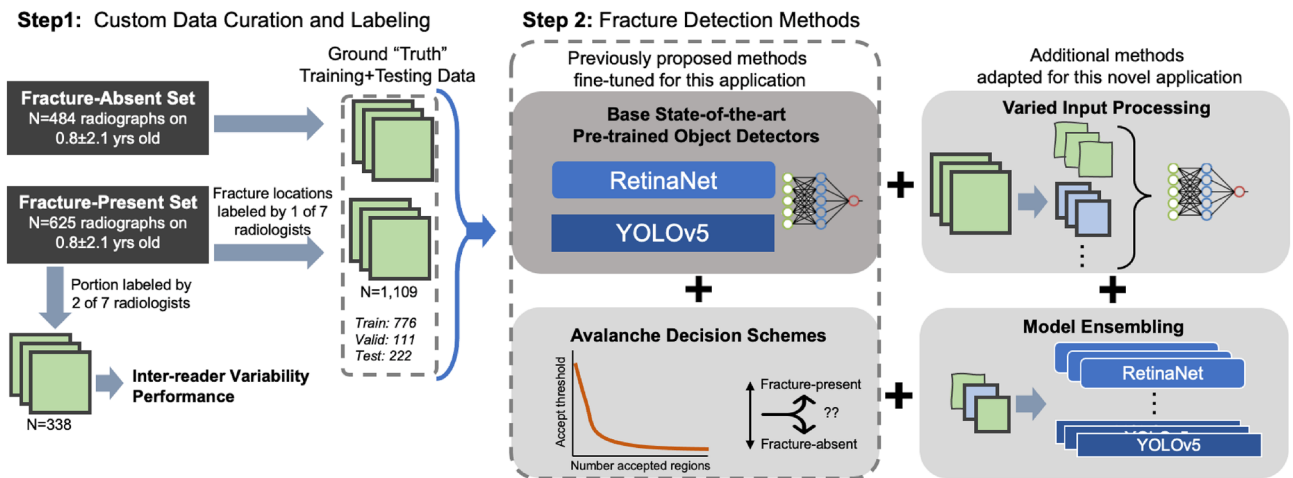 Step1: Custom Data Curation and Labeling
Fracture-Absent Set
N=484 radiographs on
0.8±2.1 yrs old
Fracture-Present Set
N=625 radiographs on
0.8±2.1 yrs old
Fracture locations
labeled by 1 of 7
radiologists
Portion labeled by
2 of 7 radiologists
N=338
Inter-reader Variability
Performance
Ground “Truth”
Training+Testing Data
N=1,109
Train: 776
Valid: 111
Test: 222
Step 2: Fracture Detection Methods
Previously proposed methods
fine-tuned for this application
Base State-of-the-art
Pre-trained Object Detectors
RetinaNet
YOLOv5
+
Avalanche Decision Schemes
Accept threshold
Number accepted regions
Fracture-present
??
Fracture-absent
+
+
Additional methods
adapted for this novel application
Varied Input Processing
+
Model Ensembling
RetinaNet
YOLOv5